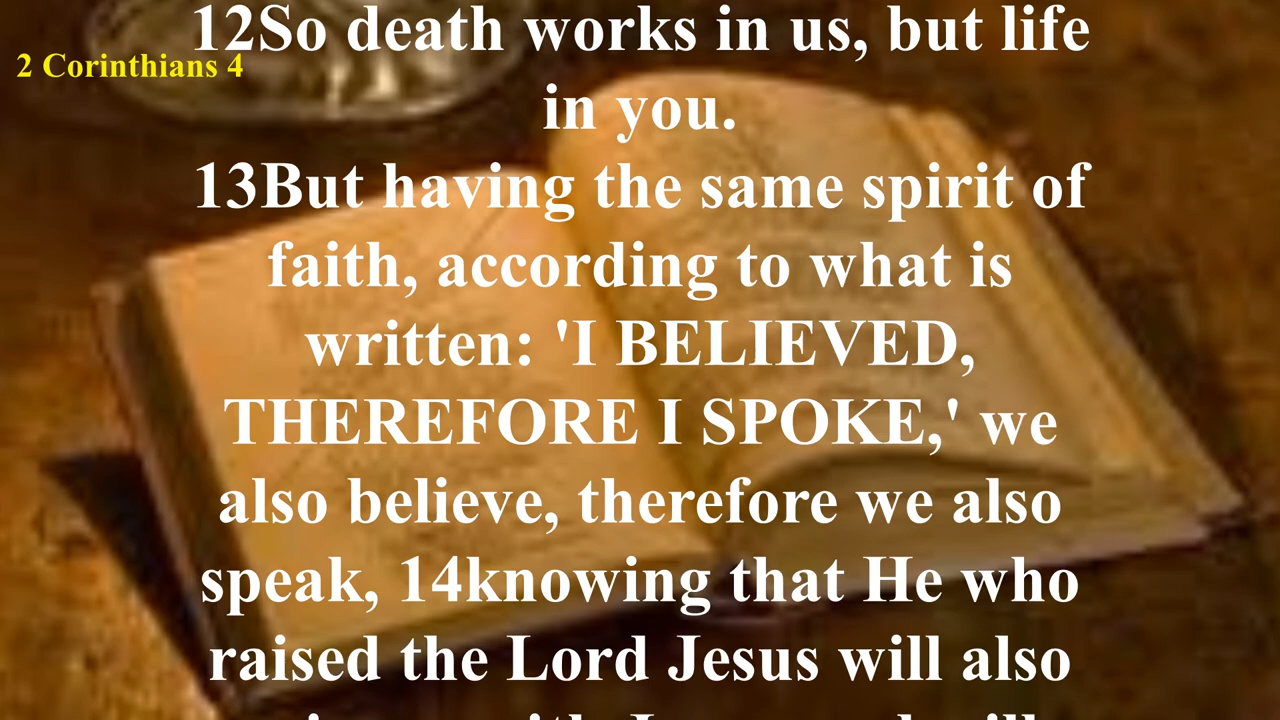 12So death works in us, but life
2 Corinthians 4
in you.
13But having the same spirit of
faith, according to what is
written: 'I BELIEVED,
THEREFORE I SPOKE,' we
also believe, therefore we also
speak, 14knowing that He who
raised the Lord Jesus will also